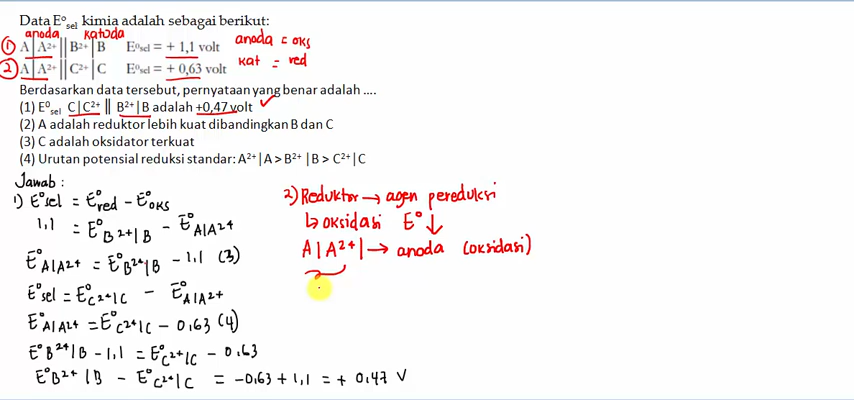 Data E°sel kimia adalah sebagai berikut:
anoda katoda
① A | A²⁺ || B²⁺ | B E⁰sel = + 1,1 volt anoda = oks
② A | A²⁺ || C²⁺ | C E⁰sel = + 0,63 volt kat = red
Berdasarkan data tersebut, pernyataan yang benar adalah ....
(1) E⁰sel C|C²⁺ || B²⁺|B adalah +0,47 volt ✓
(2) A adalah reduktor lebih kuat dibandingkan B dan C
(3) C adalah oksidator terkuat
(4) Urutan potensial reduksi standar: A²⁺|A > B²⁺ |B > C²⁺|C
Jawab :
1) E°sel = E°red - E°oks
1,1 = E°B²⁺|B - E°A|A²⁺
E°A|A²⁺ = E°B²⁺|B - 1,1 (3)
E°sel = E°C²⁺|C - E°A|A²⁺
E°A|A²⁺ = E°C²⁺|C - 0,63 (4)
E°B²⁺|B - 1,1 = E°C²⁺|C - 0,63
E°B²⁺|B - E°C²⁺|C = -0,63 + 1,1 = + 0,47 V
2) Reduktor → agen pereduksi
↳ oksidasi E° ↓
A|A²⁺| → anoda (oksidasi)